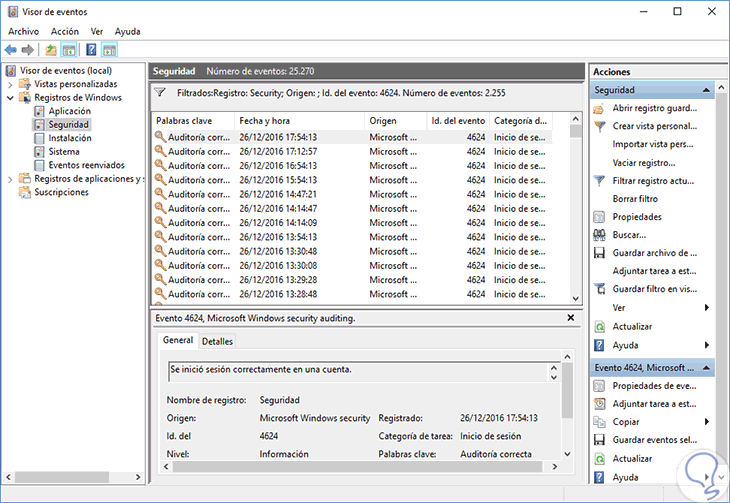 Visor de eventos
Archivo Acción Ver Ayuda
Visor de eventos (local)
Vistas personalizadas
Registros de Windows
Aplicación
Seguridad
Instalación
Sistema
Eventos reenviados
Registros de aplicaciones y s
Suscripciones
Seguridad Número de eventos: 25.270
Filtrados:Registro: Security; Origen: ; Id. del evento: 4624. Número de eventos: 2.255
Palabras clave Fecha y hora Origen Id. del evento Categoría d...
Auditoría corr... 26/12/2016 17:54:13 Microsoft ... 4624 Inicio de se...
Auditoría corr... 26/12/2016 17:12:57 Microsoft ... 4624 Inicio de se...
Auditoría corr... 26/12/2016 16:54:13 Microsoft ... 4624 Inicio de se...
Auditoría corr... 26/12/2016 15:54:13 Microsoft ... 4624 Inicio de se...
Auditoría corr... 26/12/2016 14:47:21 Microsoft ... 4624 Inicio de se...
Auditoría corr... 26/12/2016 14:14:47 Microsoft ... 4624 Inicio de se...
Auditoría corr... 26/12/2016 14:14:09 Microsoft ... 4624 Inicio de se...
Auditoría corr... 26/12/2016 13:54:13 Microsoft ... 4624 Inicio de se...
Auditoría corr... 26/12/2016 13:30:48 Microsoft ... 4624 Inicio de se...
Auditoría corr... 26/12/2016 13:30:08 Microsoft ... 4624 Inicio de se...
Auditoría corr... 26/12/2016 13:29:28 Microsoft ... 4624 Inicio de se...
Auditoría corr... 26/12/2016 13:28:48 Microsoft ... 4624 Inicio de se...
Evento 4624, Microsoft Windows security auditing.
General Detalles
Se inició sesión correctamente en una cuenta.
Nombre de registro: Seguridad
Origen: Microsoft Windows security Registrado: 26/12/2016 17:54:13
Id. del 4624 Categoría de tarea: Inicio de sesión
Nivel: Información Palabras clave: Auditoría correcta
Acciones
Seguridad
Abrir registro guard...
Crear vista personal...
Importar vista pers...
Vaciar registro...
Filtrar registro actu...
Borrar filtro
Propiedades
Buscar...
Guardar archivo de ...
Adjuntar tarea a est...
Guardar filtro en vis...
Ver
Actualizar
Ayuda
Evento 4624, Microsoft ...
Propiedades de eve...
Adjuntar tarea a est...
Copiar
Guardar eventos sel...
Actualizar
Ayuda